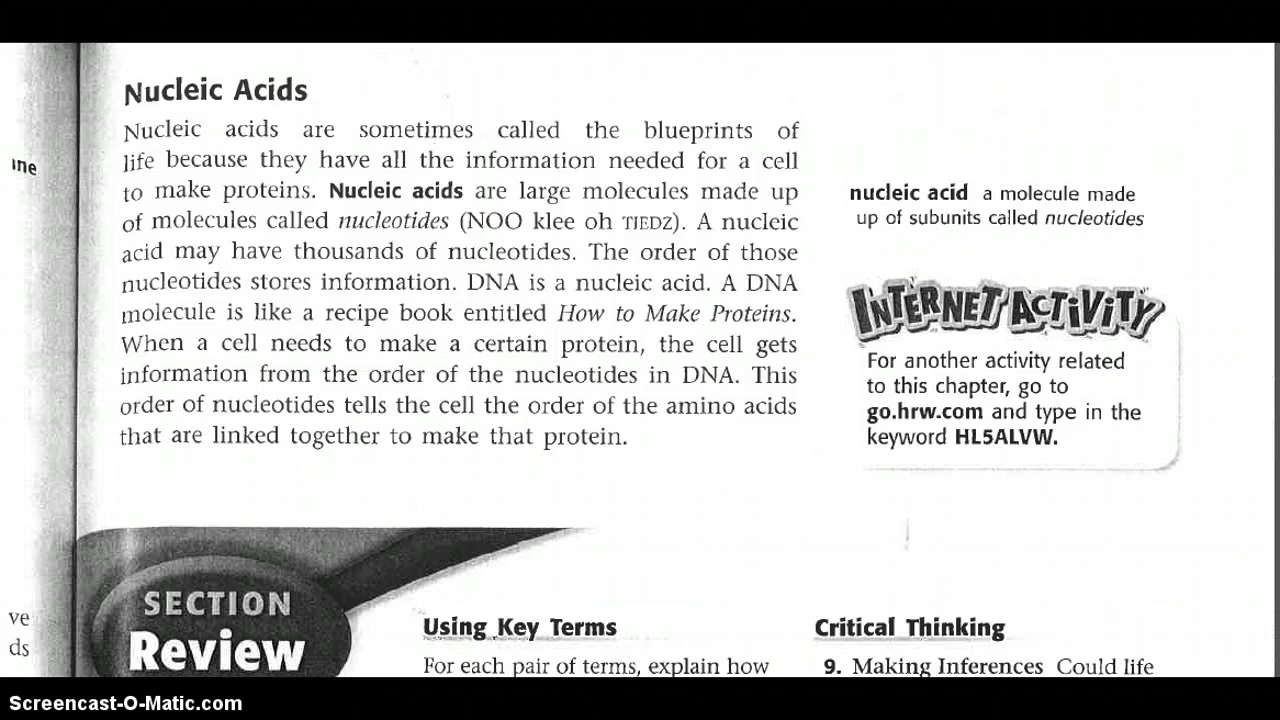 Nucleic Acids
Nucleic acids are sometimes called the blueprints of
life because they have all the information needed for a cell
to make proteins. Nucleic acids are large molecules made up
of molecules called nucleotides (NOO klee oh TIEDZ). A nucleic
acid may have thousands of nucleotides. The order of those
nucleotides stores information. DNA is a nucleic acid. A DNA
molecule is like a recipe book entitled How to Make Proteins.
When a cell needs to make a certain protein, the cell gets
information from the order of the nucleotides in DNA. This
order of nucleotides tells the cell the order of the amino acids
that are linked together to make that protein.
ine
ve
ds
nucleic acid a molecule made
up of subunits called nucleotides
INTERNET ACTIVITY
For another activity related
to this chapter, go to
go.hrw.com and type in the
keyword HL5ALVW.
SECTION
Review
Using Key Terms
For each pair of terms, explain how
Critical Thinking
9. Making Inferences Could life
Screencast-O-Matic.com